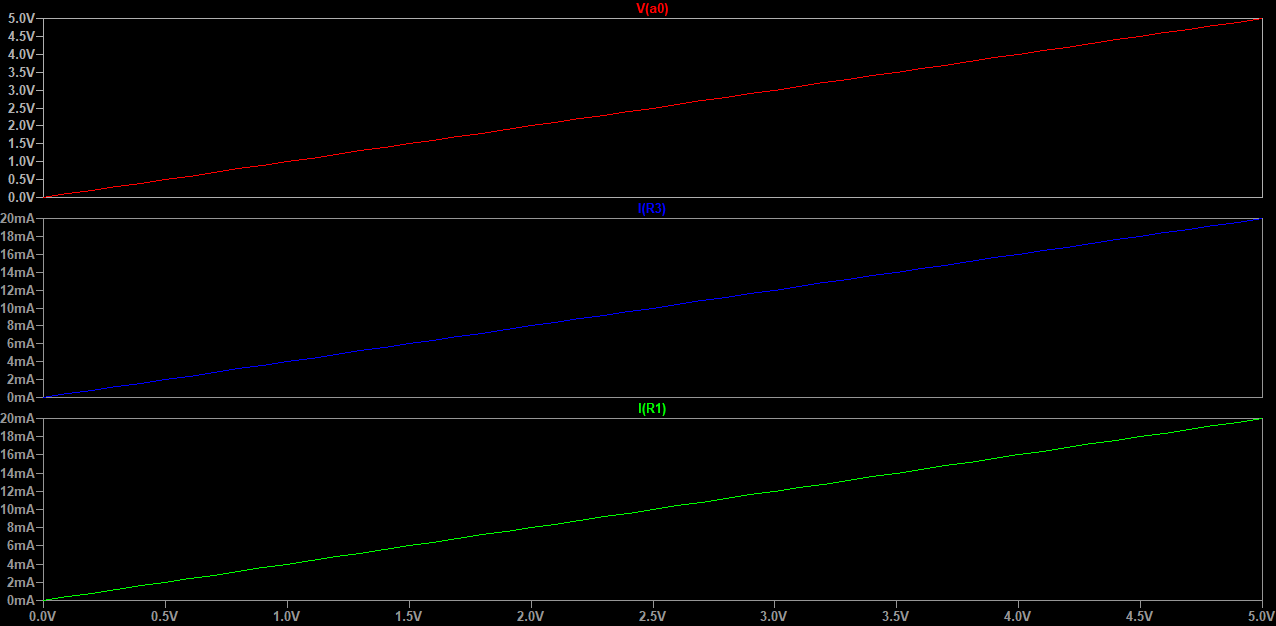 V(a0)
5.0V
4.5V
4.0V
3.5V
3.0V
2.5V
2.0V
1.5V
1.0V
0.5V
0.0V
I(R3)
20mA
18mA
16mA
14mA
12mA
10mA
8mA
6mA
4mA
2mA
0mA
I(R1)
20mA
18mA
16mA
14mA
12mA
10mA
8mA
6mA
4mA
2mA
0mA
0.0V 0.5V 1.0V 1.5V 2.0V 2.5V 3.0V 3.5V 4.0V 4.5V 5.0V